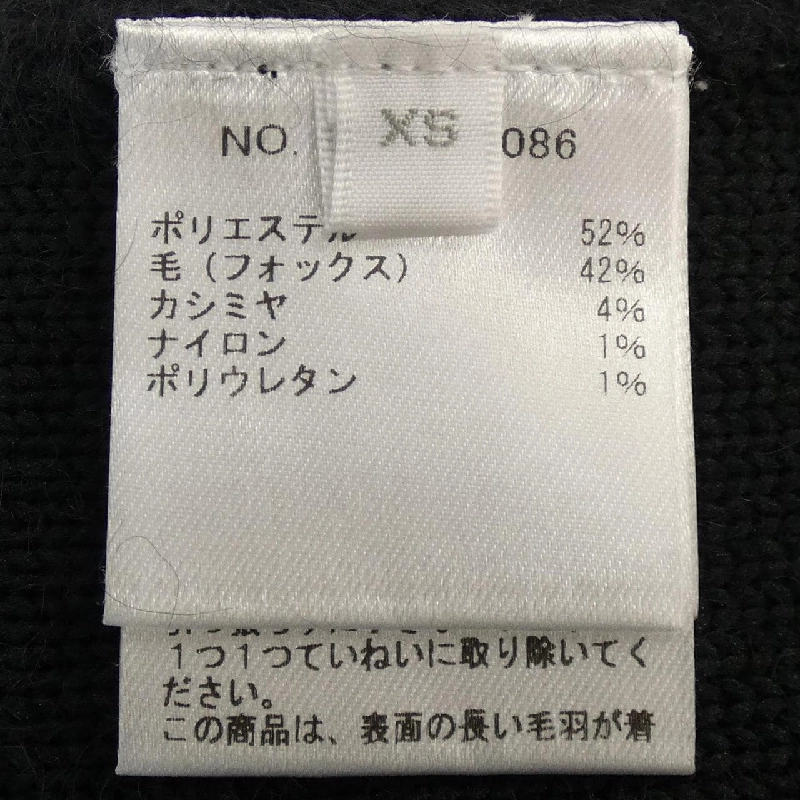 XS
NO. 086
ポリエステル 52%
毛（フォックス） 42%
カシミヤ 4%
ナイロン 1%
ポリウレタン 1%
1つ1つていねいに取り除いてく
ださい。
この商品は、表面の長い毛羽が着